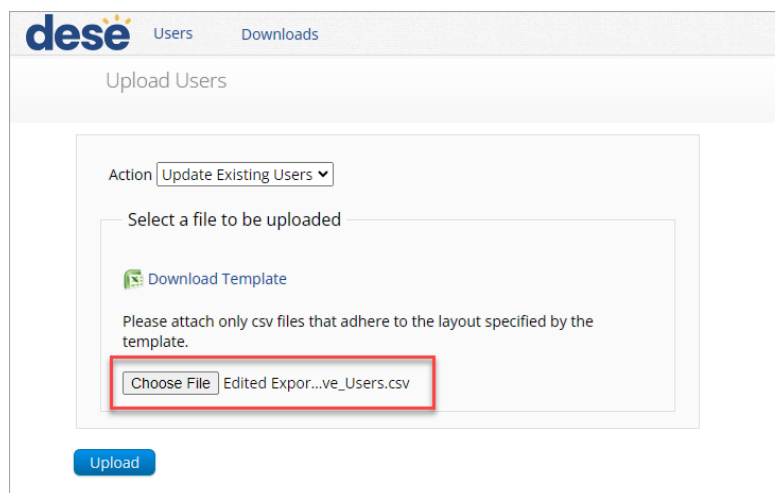 dese Users Downloads
Upload Users
Action Update Existing Users
Select a file to be uploaded
Download Template
Please attach only csv files that adhere to the layout specified by the
template.
Choose File Edited Expor...ve_Users.csv
Upload